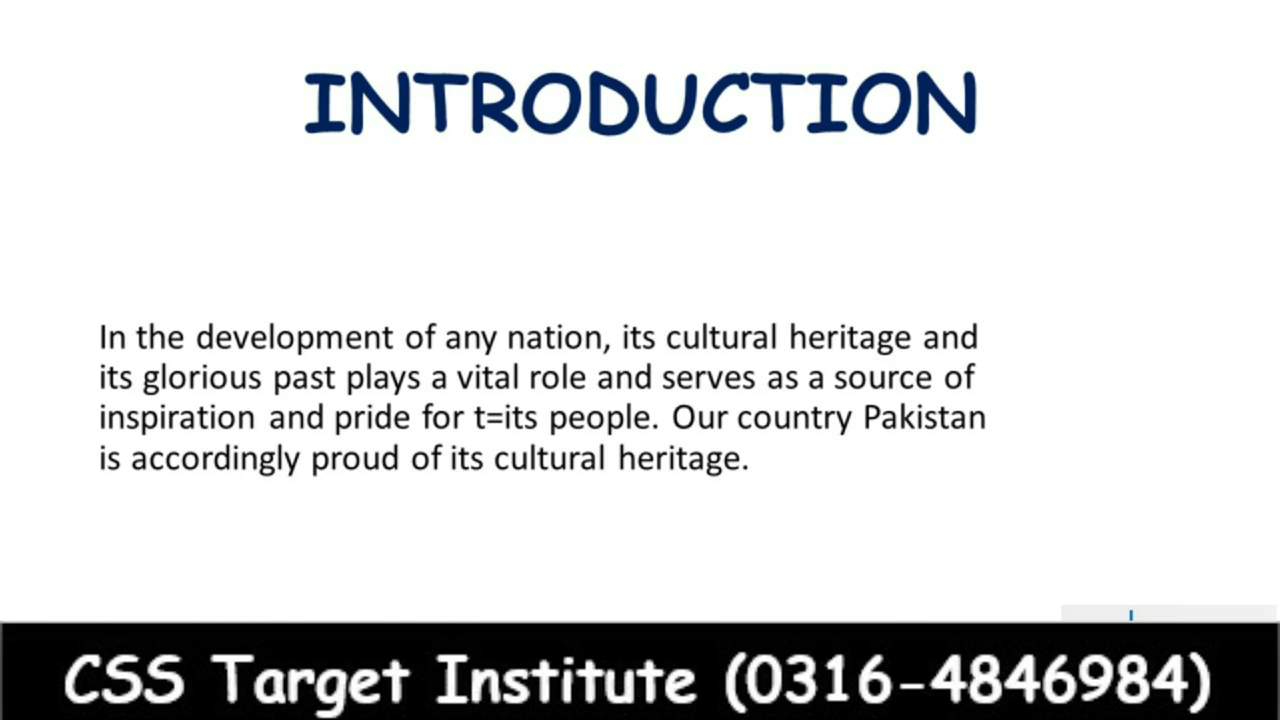 INTRODUCTION
In the development of any nation, its cultural heritage and
its glorious past plays a vital role and serves as a source of
inspiration and pride for t=its people. Our country Pakistan
is accordingly proud of its cultural heritage.
CSS Target Institute (0316-4846984)